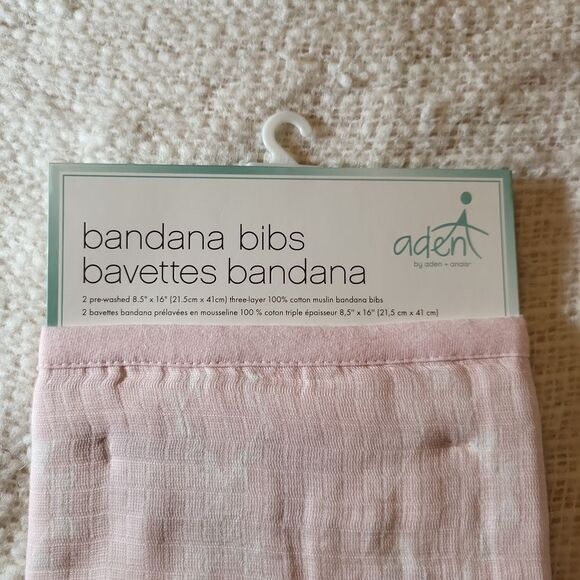 bandana bibs
bavettes bandana
aden
by aden + anais
2 pre-washed 8.5" x 16" (21.5cm x 41cm) three-layer 100% cotton muslin bandana bibs
2 bavettes bandana prélavées en mousseline 100 % coton triple épaisseur 8,5" x 16" (21,5 cm x 41 cm)